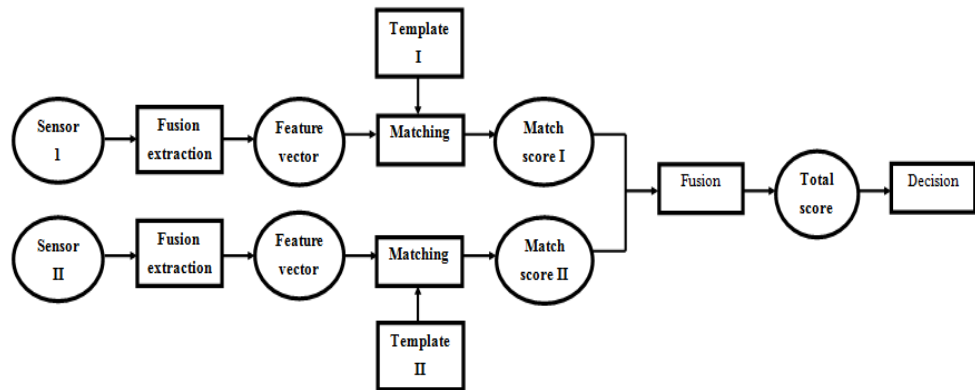 Template
I
Sensor
1
Fusion
extraction
Feature
vector
Matching
Match
score I
Fusion
Total
score
Decision
Sensor
II
Fusion
extraction
Feature
vector
Matching
Match
score II
Template
II